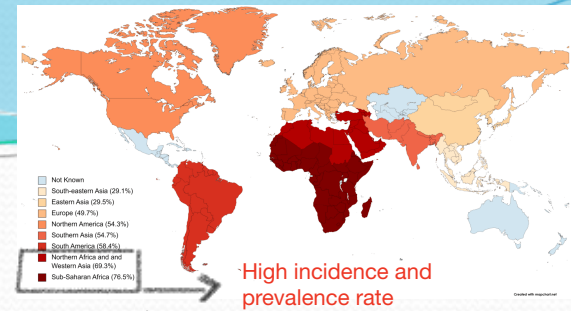 Not Known
South-eastern Asia (29.1%)
Eastern Asia (29.5%)
Europe (49.7%)
Northern America (54.3%)
Southern Asia (54.7%)
South America (58.4%)
Northern Africa and and
Western Asia (69.3%)
Sub-Saharan Africa (76.5%)
High incidence and
prevalence rate
Created with mapchart.net